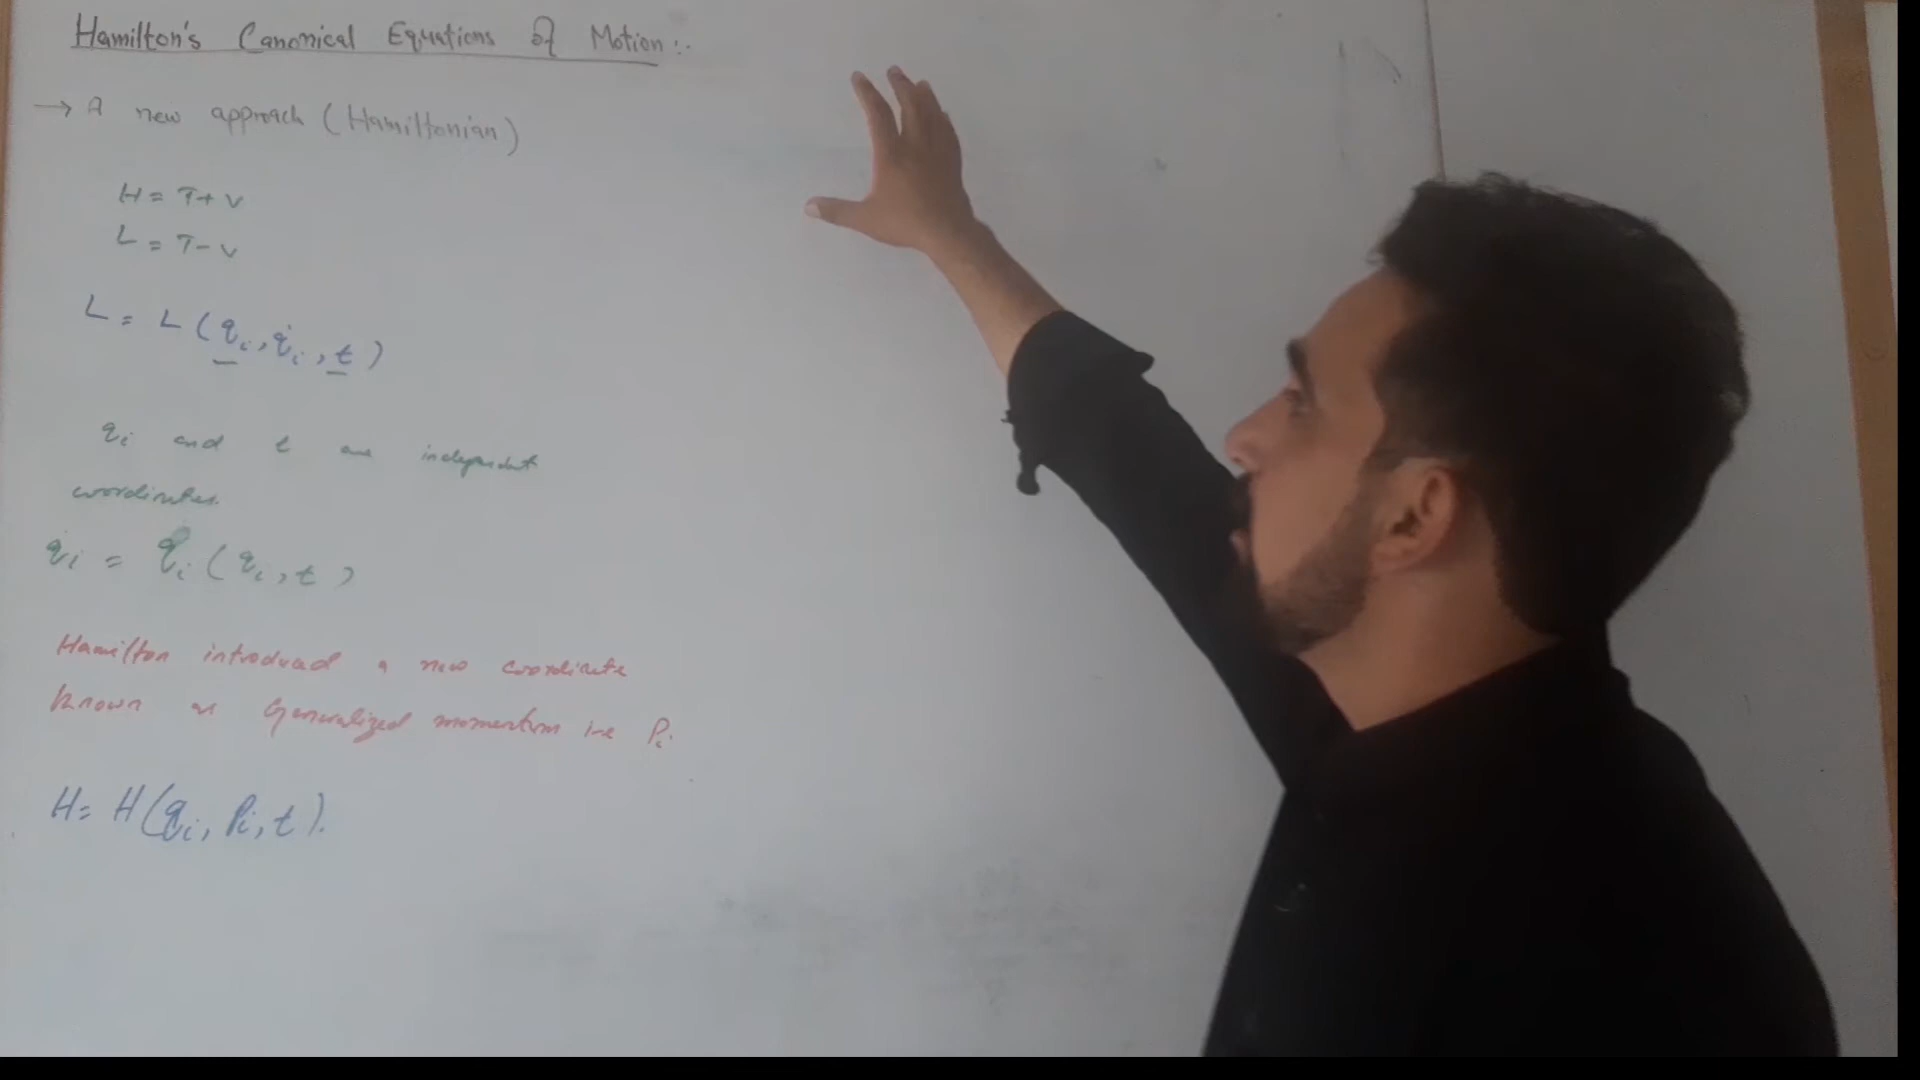 Hamilton's Canonical Equations of Motion:-
→ A new approach (Hamiltonian)
H = T + V
L = T - V
L = L (qᵢ, q̇ᵢ, t)
qᵢ and t are independent
coordinates.
q̇ᵢ = q̇ᵢ (qᵢ, t)
Hamilton introduced a new coordinate
known as Generalized momentum i-e Pᵢ.
H = H(qᵢ, Pᵢ, t).